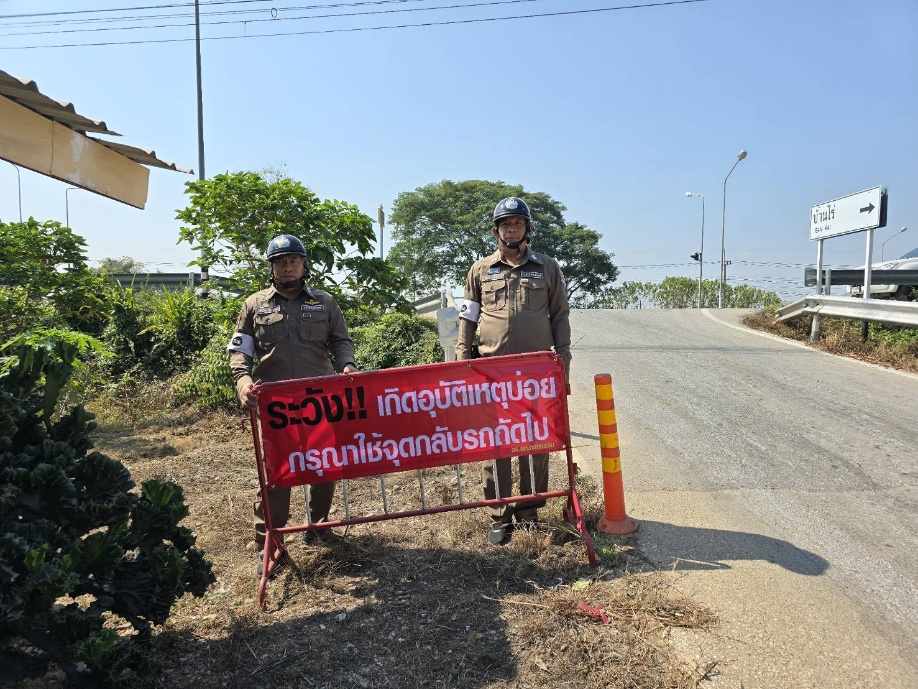 ระวัง!! เกิดอุบัติเหตุบ่อย
กรุณาใช้จุดกลับรถถัดไป
บ้านไร่
BAN RAI